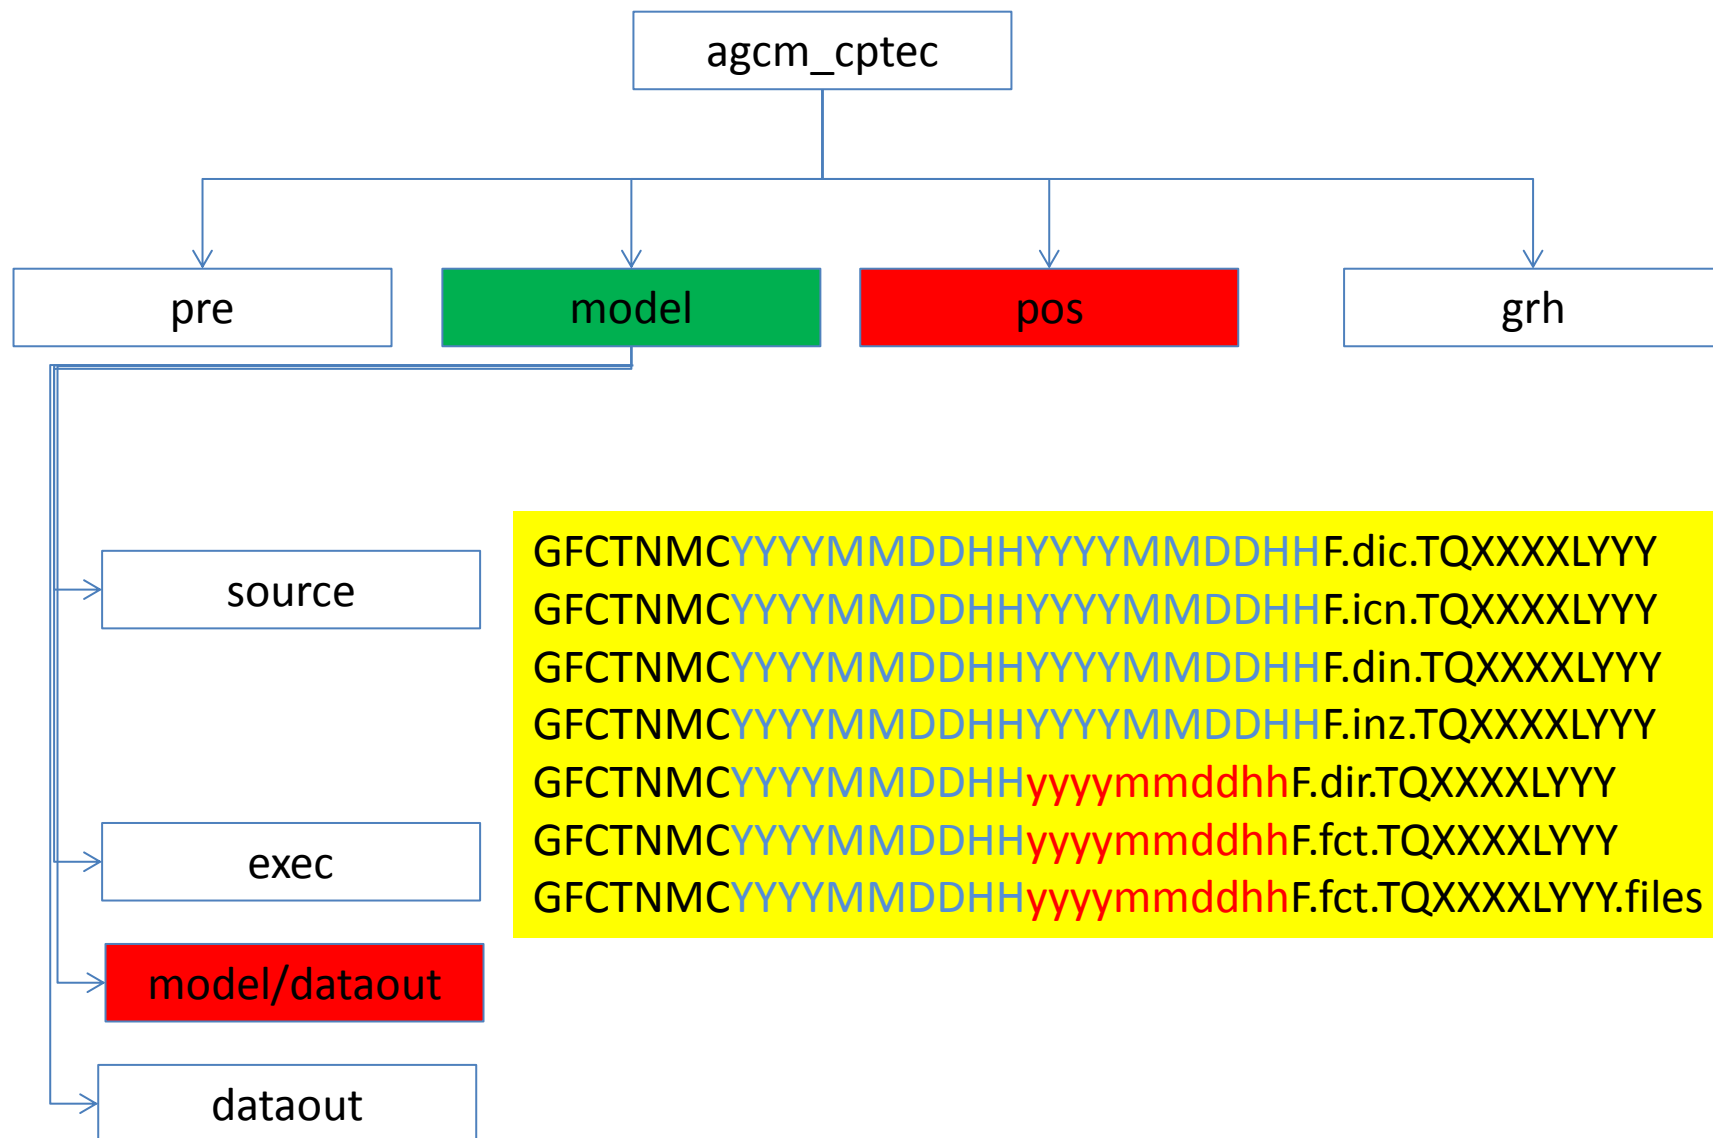 agcm_cptec
pre
model
pos
grh
source
GFCTNMCYYYYMMDDHHYYYYMMDDHHF.dic.TQXXXXLYYY
GFCTNMCYYYYMMDDHHYYYYMMDDHHF.icn.TQXXXXLYYY
GFCTNMCYYYYMMDDHHYYYYMMDDHHF.din.TQXXXXLYYY
GFCTNMCYYYYMMDDHHYYYYMMDDHHF.inz.TQXXXXLYYY
GFCTNMCYYYYMMDDHHyyyymmddhhF.dir.TQXXXXLYYY
GFCTNMCYYYYMMDDHHyyyymmddhhF.fct.TQXXXXLYYY
GFCTNMCYYYYMMDDHHyyyymmddhhF.fct.TQXXXXLYYY.files
exec
model/dataout
dataout